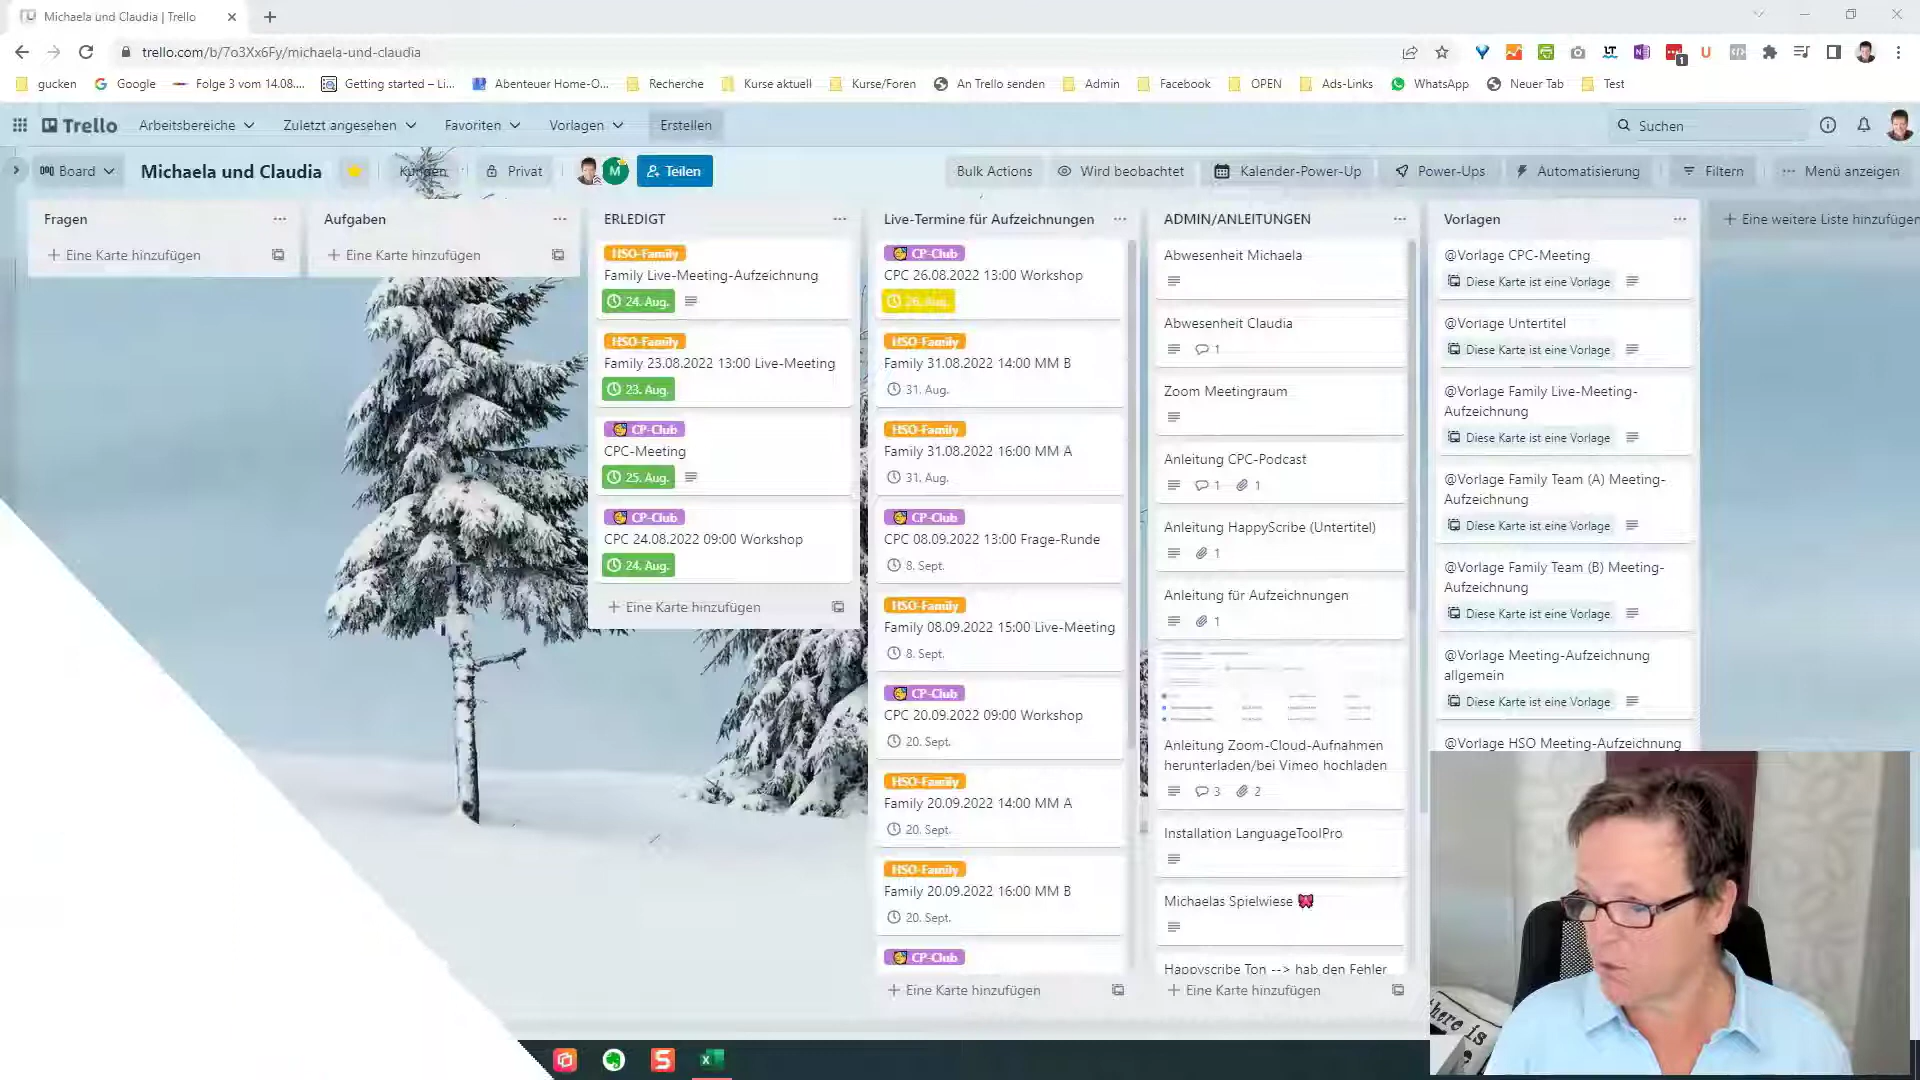 Michaela und Claudia | Trello
trello.com/b/7o3Xx6Fy/michaela-und-claudia
gucken
Google
Folge 3 vom 14.08....
Getting started – Li...
Abenteuer Home-O...
Recherche
Kurse aktuell
Kurse/Foren
An Trello senden
Admin
Facebook
OPEN
Ads-Links
WhatsApp
Neuer Tab
Test
Trello
Arbeitsbereiche
Zuletzt angesehen
Favoriten
Vorlagen
Erstellen
Suchen
Board
Michaela und Claudia
Kunden
Privat
M
Teilen
Bulk Actions
Wird beobachtet
Kalender-Power-Up
Power-Ups
Automatisierung
Filtern
Menü anzeigen
Fragen
Eine Karte hinzufügen
Aufgaben
Eine Karte hinzufügen
ERLEDIGT
HSO-Family
Family Live-Meeting-Aufzeichnung
24. Aug.
HSO-Family
Family 23.08.2022 13:00 Live-Meeting
23. Aug.
CP-Club
CPC-Meeting
25. Aug.
CP-Club
CPC 24.08.2022 09:00 Workshop
24. Aug.
Eine Karte hinzufügen
Live-Termine für Aufzeichnungen
CP-Club
CPC 26.08.2022 13:00 Workshop
26. Aug.
HSO-Family
Family 31.08.2022 14:00 MM B
31. Aug.
HSO-Family
Family 31.08.2022 16:00 MM A
31. Aug.
CP-Club
CPC 08.09.2022 13:00 Frage-Runde
8. Sept.
HSO-Family
Family 08.09.2022 15:00 Live-Meeting
8. Sept.
CP-Club
CPC 20.09.2022 09:00 Workshop
20. Sept.
HSO-Family
Family 20.09.2022 14:00 MM A
20. Sept.
HSO-Family
Family 20.09.2022 16:00 MM B
20. Sept.
CP-Club
Eine Karte hinzufügen
ADMIN/ANLEITUNGEN
Abwesenheit Michaela
Abwesenheit Claudia
1
Zoom Meetingraum
Anleitung CPC-Podcast
1 1
Anleitung HappyScribe (Untertitel)
1
Anleitung für Aufzeichnungen
1
Anleitung Zoom-Cloud-Aufnahmen
herunterladen/bei Vimeo hochladen
3 2
Installation LanguageToolPro
Michaelas Spielwiese
Happyscribe Ton --> hab den Fehler
Eine Karte hinzufügen
Vorlagen
@Vorlage CPC-Meeting
Diese Karte ist eine Vorlage
@Vorlage Untertitel
Diese Karte ist eine Vorlage
@Vorlage Family Live-Meeting-
Aufzeichnung
Diese Karte ist eine Vorlage
@Vorlage Family Team (A) Meeting-
Aufzeichnung
Diese Karte ist eine Vorlage
@Vorlage Family Team (B) Meeting-
Aufzeichnung
Diese Karte ist eine Vorlage
@Vorlage Meeting-Aufzeichnung
allgemein
Diese Karte ist eine Vorlage
@Vorlage HSO Meeting-Aufzeichnung
Eine weitere Liste hinzufügen
there is